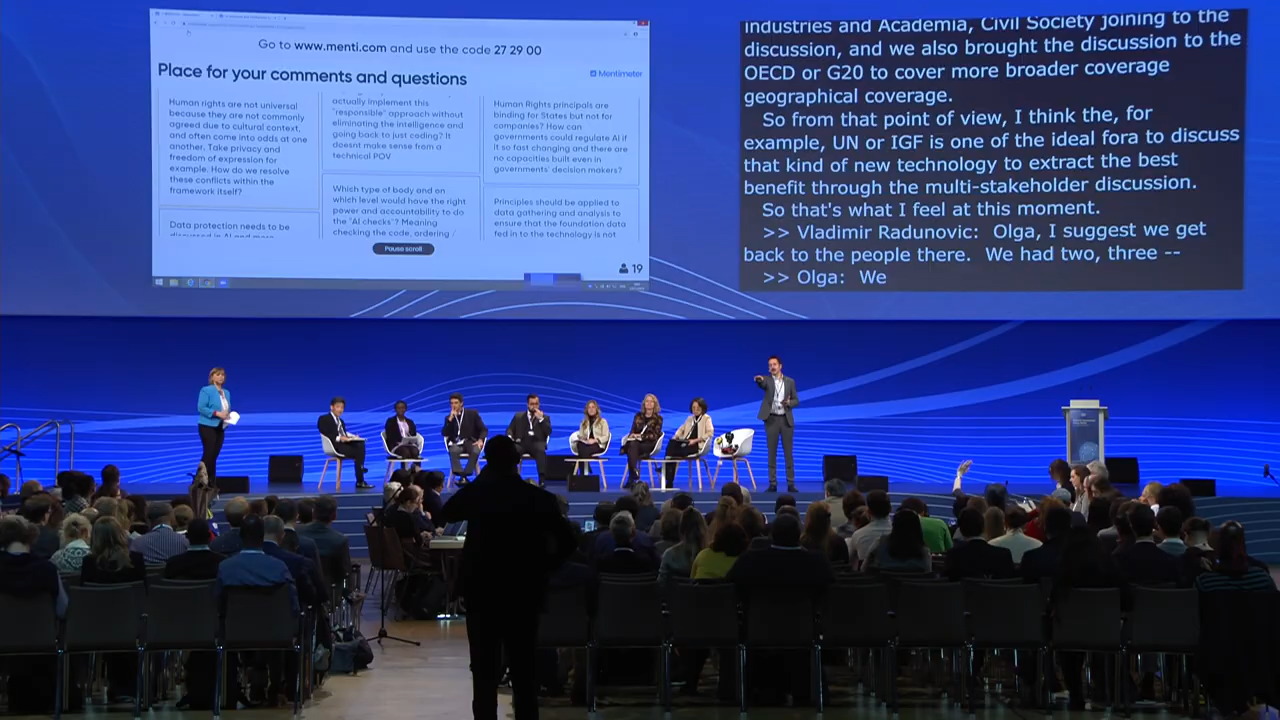 Go to www.menti.com and use the code 27 29 00
Place for your comments and questions
Mentimeter
Human rights are not universal
because they are not commonly
agreed due to cultural context,
and often come into odds at one
another. Take privacy and
freedom of expression for
example. How do we resolve
these conflicts within the
framework itself?
Data protection needs to be
discussed in AI and more
actually implement this
"responsible" approach without
eliminating the intelligence and
going back to just coding? It
doesnt make sense from a
technical POV
Which type of body and on
which level would have the right
power and accountability to do
the "AI checks"? Meaning
checking the code, ordering /
Human Rights principals are
binding for States but not for
companies? How can
governments could regulate AI if
it so fast changing and there are
no capacities built even in
governments' decision makers?
Principles should be applied to
data gathering and analysis to
ensure that the foundation data
fed in to the technology is not
Pause scroll
19
industries and Academia, Civil Society joining to the
discussion, and we also brought the discussion to the
OECD or G20 to cover more broader coverage
geographical coverage.
So from that point of view, I think the, for
example, UN or IGF is one of the ideal fora to discuss
that kind of new technology to extract the best
benefit through the multi-stakeholder discussion.
So that's what I feel at this moment.
>> Vladimir Radunovic: Olga, I suggest we get
back to the people there. We had two, three --
>> Olga: We